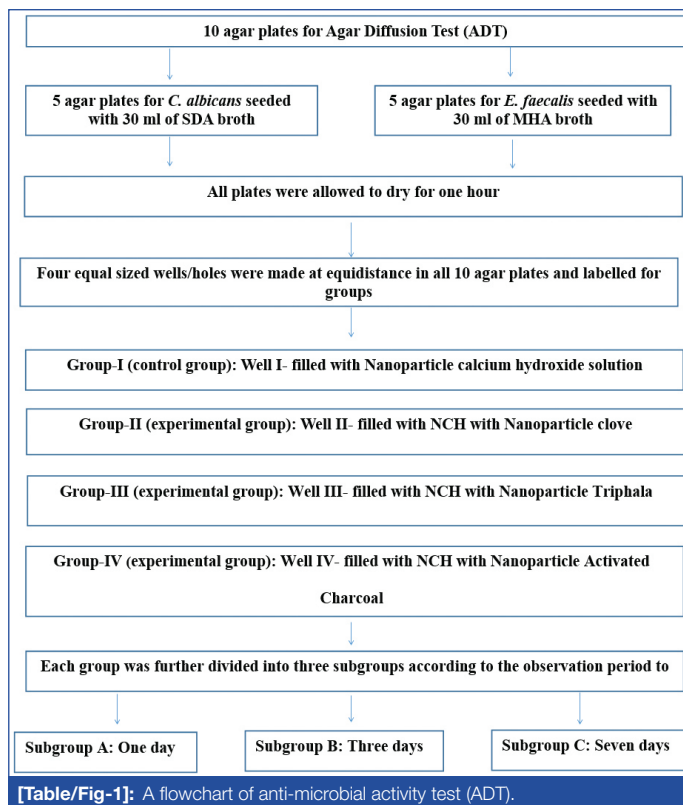 10 agar plates for Agar Diffusion Test (ADT)
5 agar plates for C. albicans seeded
with 30 ml of SDA broth
5 agar plates for E. faecalis seeded with
30 ml of MHA broth
All plates were allowed to dry for one hour
Four equal sized wells/holes were made at equidistance in all 10 agar plates and labelled for
groups
Group-I (control group): Well I- filled with Nanoparticle calcium hydroxide solution
Group-II (experimental group): Well II- filled with NCH with Nanoparticle clove
Group-III (experimental group): Well III- filled with NCH with Nanoparticle Triphala
Group-IV (experimental group): Well IV- filled with NCH with Nanoparticle Activated
Charcoal
Each group was further divided into three subgroups according to the observation period to
Subgroup A: One day
Subgroup B: Three days
Subgroup C: Seven days
[Table/Fig-1]: A flowchart of anti-microbial activity test (ADT).